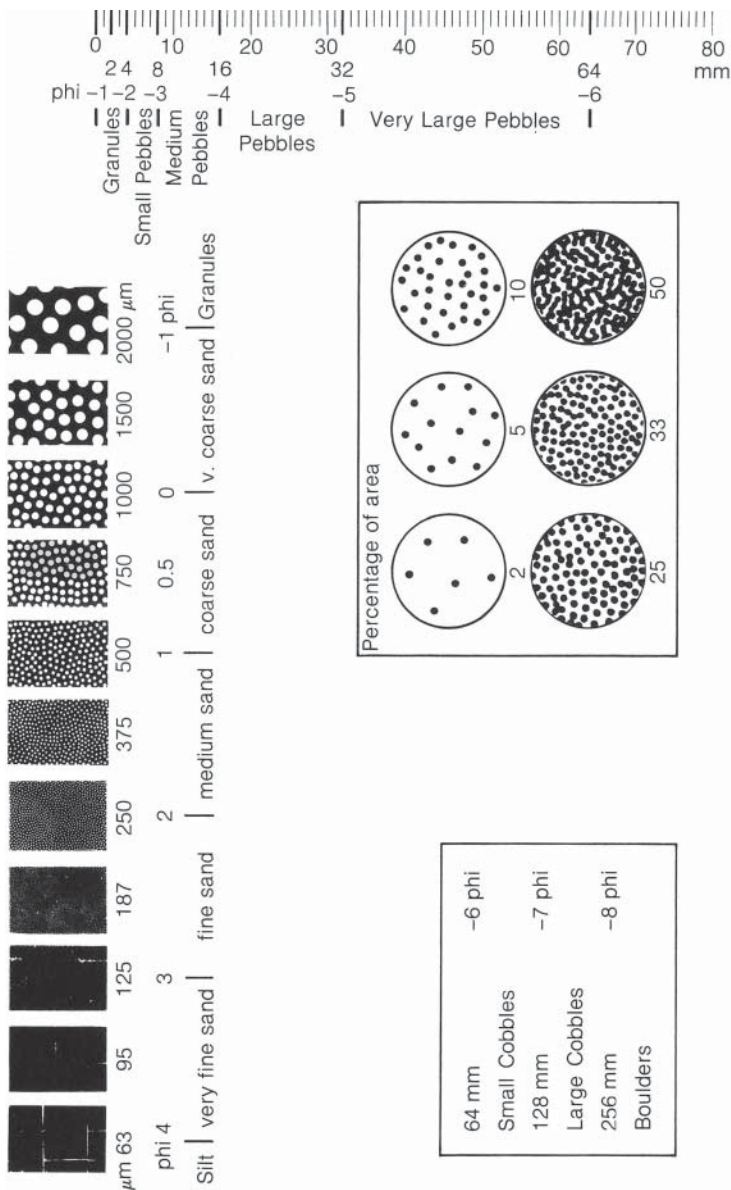 0 10 20 30 40 50 60 70 80
2 4 8 16 32 64 mm
phi −1 −2 −3 −4 −5 −6
Granules
Small Pebbles
Medium Pebbles
Large Pebbles
Very Large Pebbles
μm 63 95 125 187 250 375 500 750 1000 1500 2000 μm
phi 4 3 2 1 0.5 0 −1 phi
Silt very fine sand fine sand medium sand coarse sand v. coarse sand Granules
Percentage of area
2 5 10
25 33 50
64 mm −6 phi
Small Cobbles
128 mm −7 phi
Large Cobbles
256 mm −8 phi
Boulders